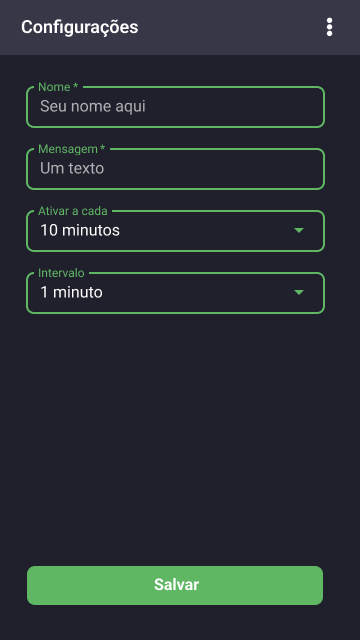 Configurações
Nome *
Seu nome aqui
Mensagem *
Um texto
Ativar a cada
10 minutos
Intervalo
1 minuto
Salvar